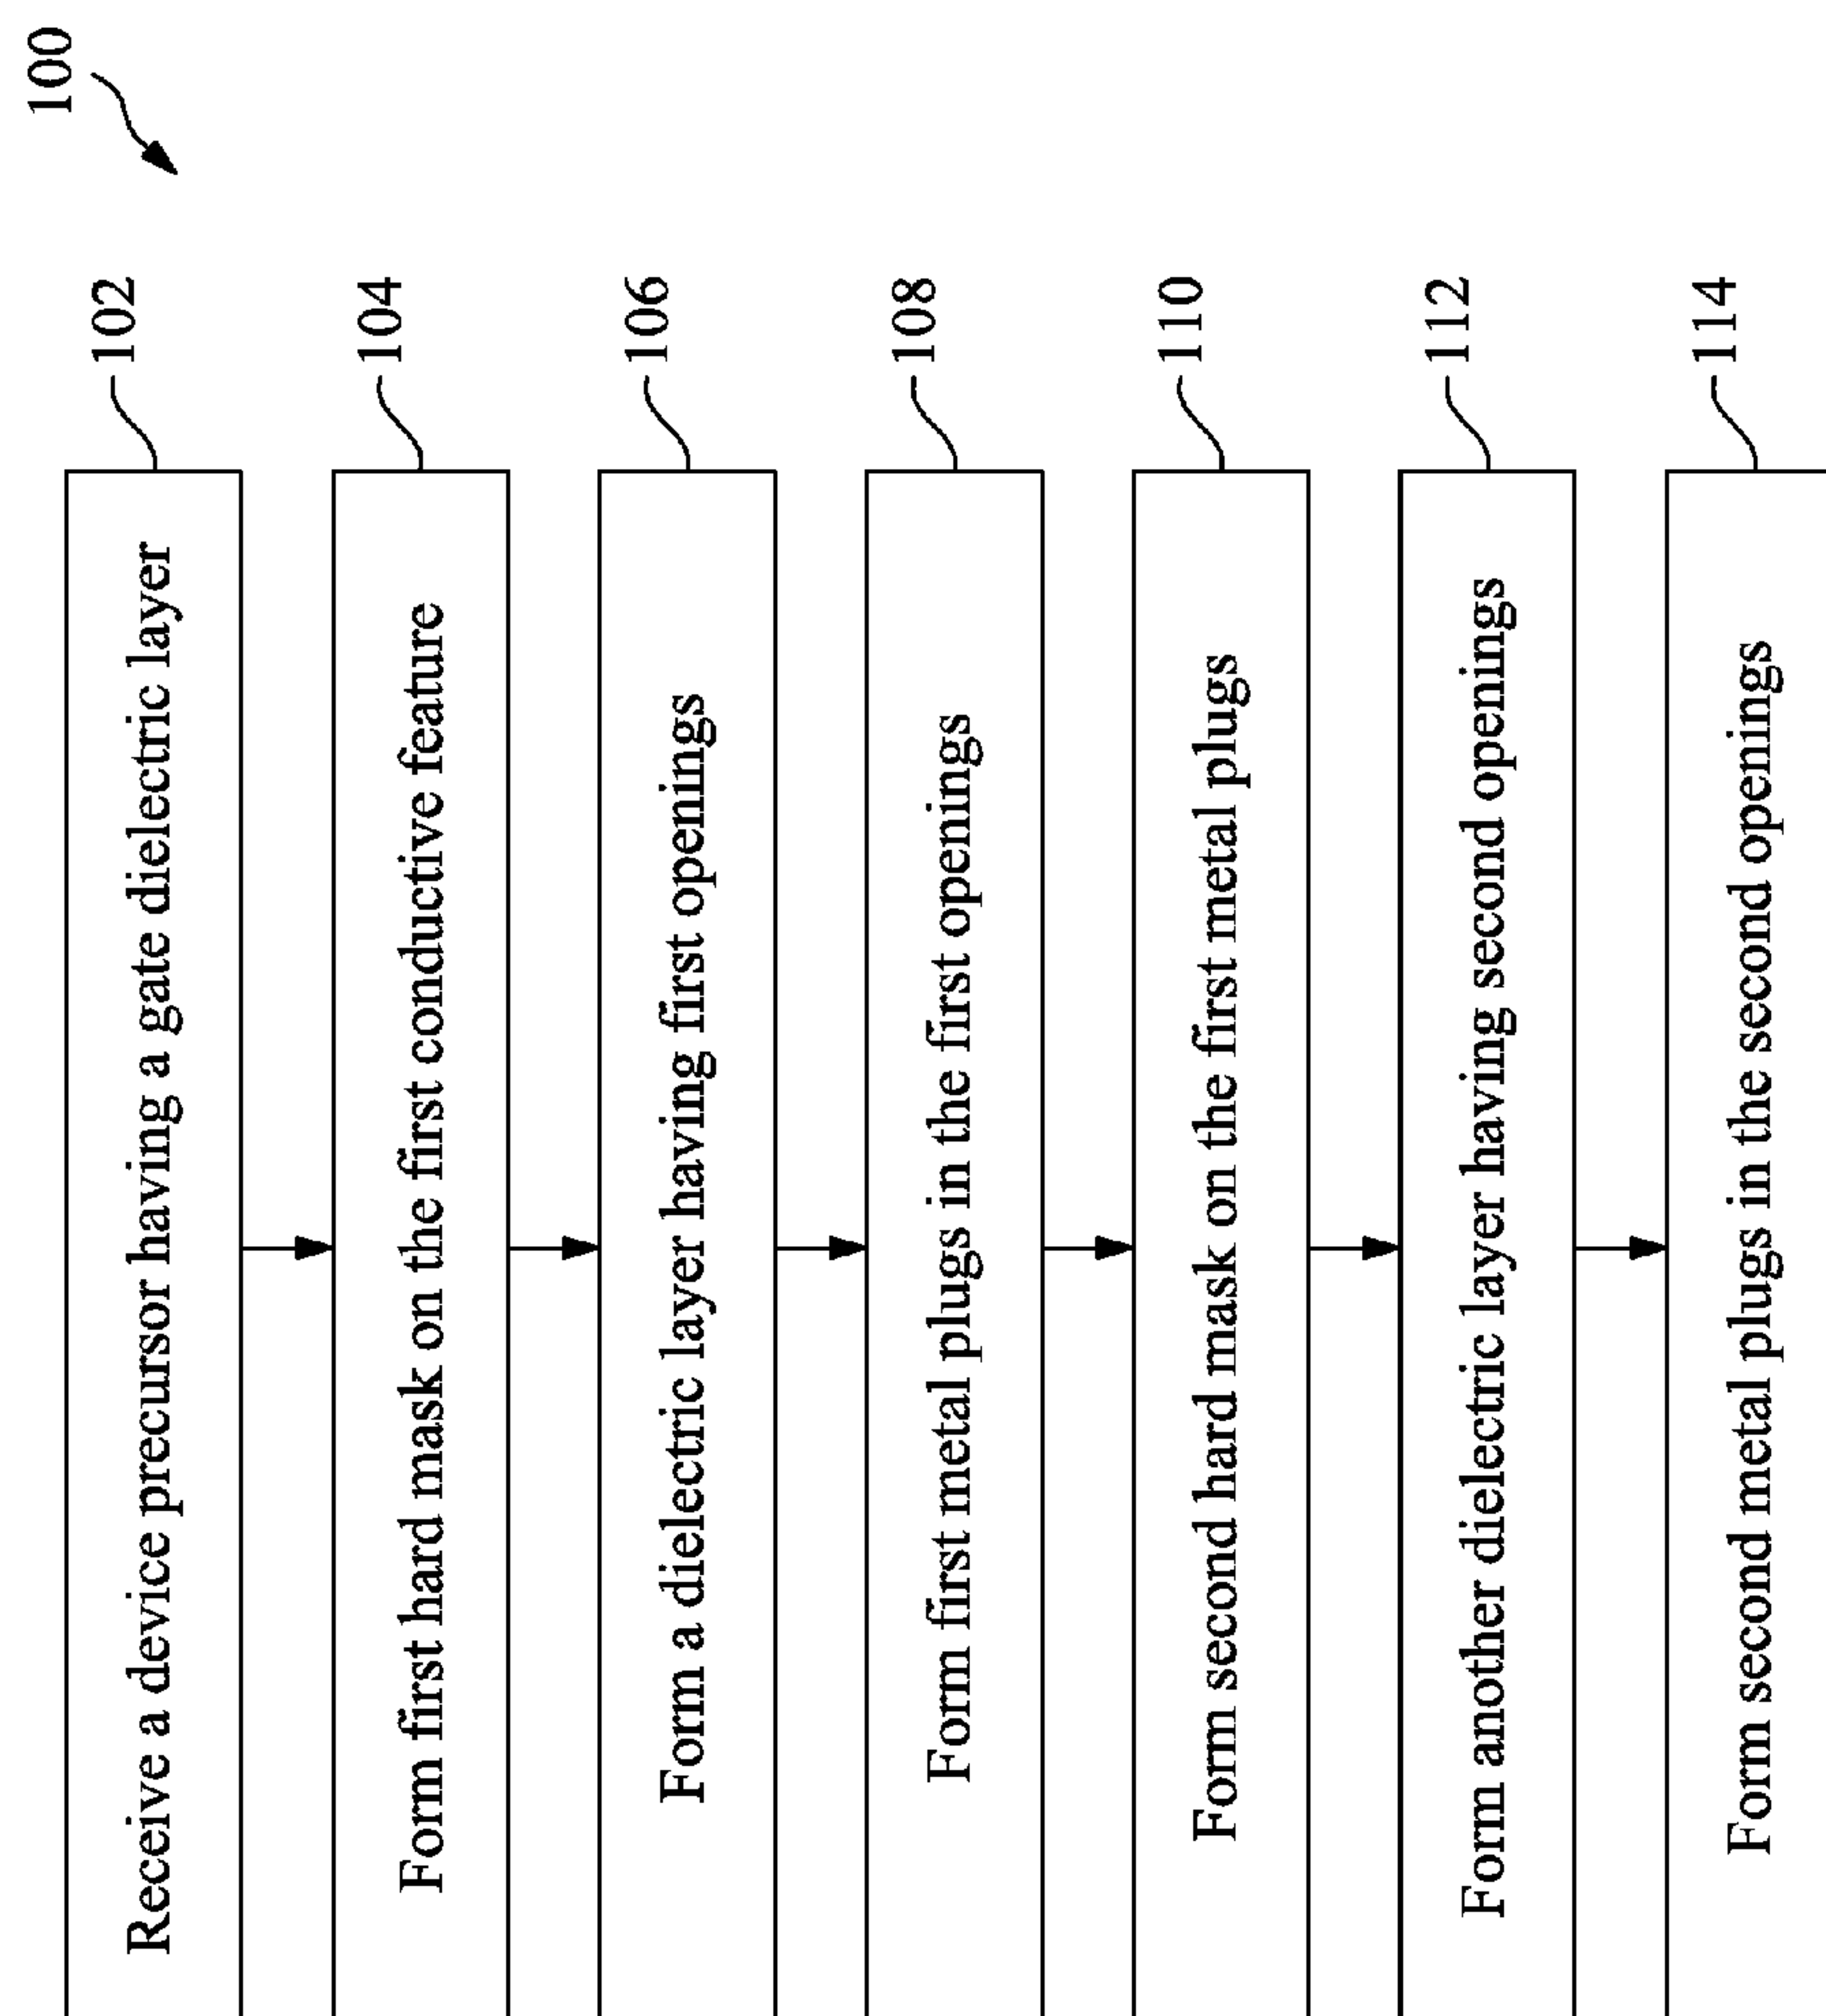 100
Receive a device precursor having a gate dielectric layer
102
Form first hard mask on the first conductive feature
104
Form a dielectric layer having first openings
106
Form first metal plugs in the first openings
108
Form second hard mask on the first metal plugs
110
Form another dielectric layer having second openings
112
Form second metal plugs in the second openings
114